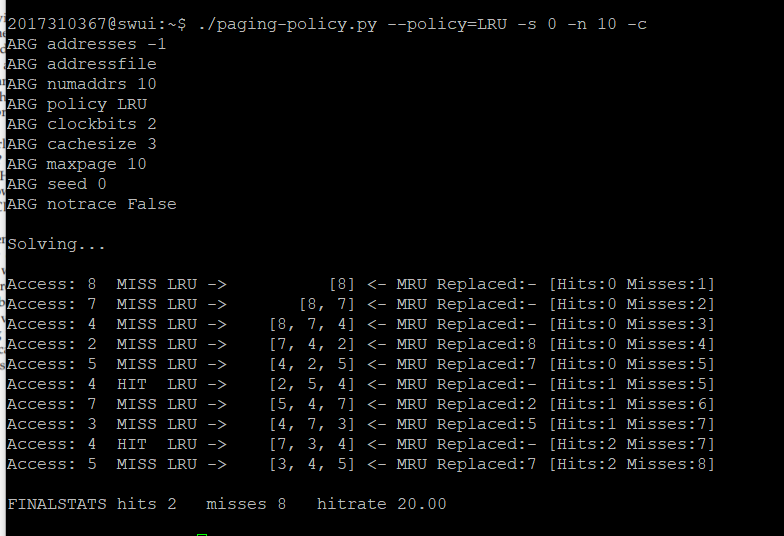 2017310367@swui:~$ ./paging-policy.py --policy=LRU -s 0 -n 10 -c
ARG addresses -1
ARG addressfile
ARG numaddrs 10
ARG policy LRU
ARG clockbits 2
ARG cachesize 3
ARG maxpage 10
ARG seed 0
ARG notrace False
Solving...
Access: 8  MISS LRU ->          [8] <- MRU Replaced:- [Hits:0 Misses:1]
Access: 7  MISS LRU ->       [8, 7] <- MRU Replaced:- [Hits:0 Misses:2]
Access: 4  MISS LRU ->    [8, 7, 4] <- MRU Replaced:- [Hits:0 Misses:3]
Access: 2  MISS LRU ->    [7, 4, 2] <- MRU Replaced:8 [Hits:0 Misses:4]
Access: 5  MISS LRU ->    [4, 2, 5] <- MRU Replaced:7 [Hits:0 Misses:5]
Access: 4  HIT  LRU ->    [2, 5, 4] <- MRU Replaced:- [Hits:1 Misses:5]
Access: 7  MISS LRU ->    [5, 4, 7] <- MRU Replaced:2 [Hits:1 Misses:6]
Access: 3  MISS LRU ->    [4, 7, 3] <- MRU Replaced:5 [Hits:1 Misses:7]
Access: 4  HIT  LRU ->    [7, 3, 4] <- MRU Replaced:- [Hits:2 Misses:7]
Access: 5  MISS LRU ->    [3, 4, 5] <- MRU Replaced:7 [Hits:2 Misses:8]
FINALSTATS hits 2   misses 8   hitrate 20.00